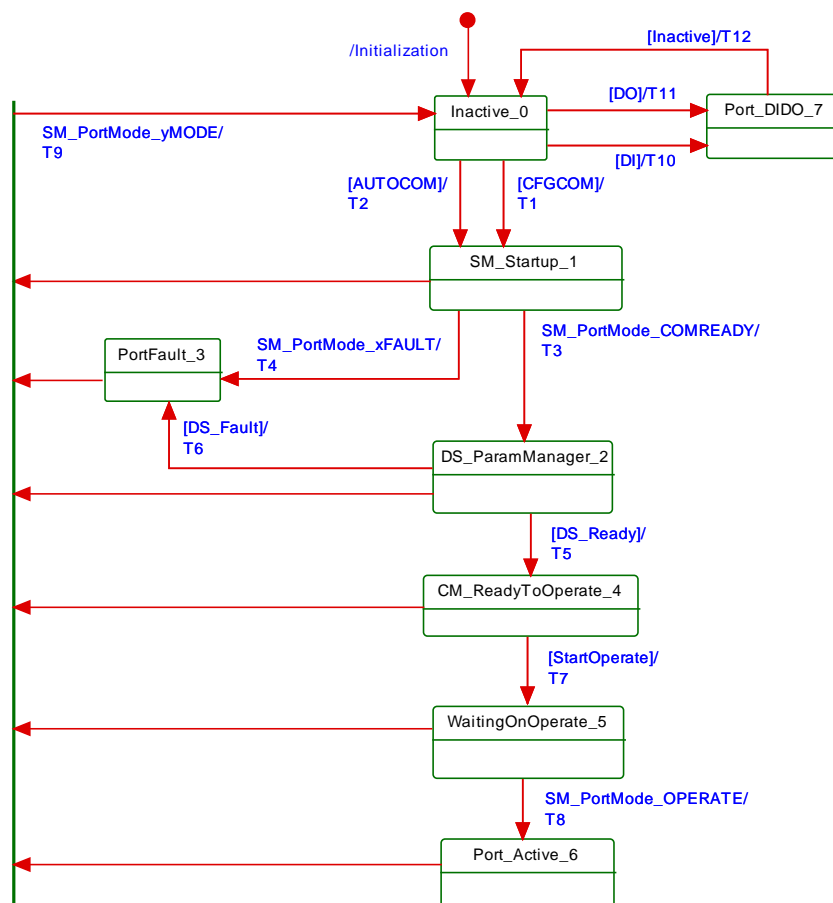 [Inactive]/T12
/Initialization
[DO]/T11
Inactive_0
Port_DIDO_7
SM_PortMode_yMODE/
T9
[DI]/T10
[AUTOCOM]/
T2
[CFGCOM]/
T1
SM_Startup_1
SM_PortMode_xFAULT/
T4
SM_PortMode_COMREADY/
T3
PortFault_3
[DS_Fault]/
T6
DS_ParamManager_2
[DS_Ready]/
T5
CM_ReadyToOperate_4
[StartOperate]/
T7
WaitingOnOperate_5
SM_PortMode_OPERATE/
T8
Port_Active_6